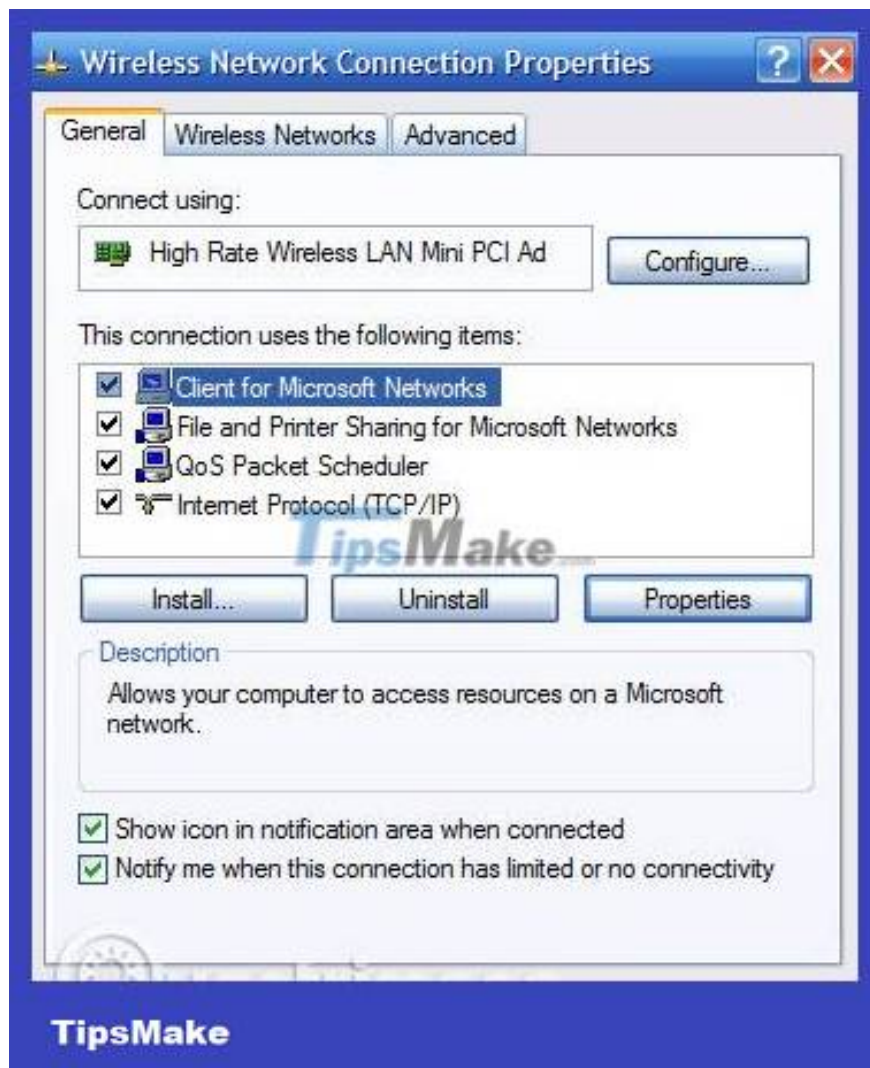 Wireless Network Connection Properties
General Wireless Networks Advanced
Connect using:
High Rate Wireless LAN Mini PCI Ad
Configure...
This connection uses the following items:
Client for Microsoft Networks
File and Printer Sharing for Microsoft Networks
QoS Packet Scheduler
Internet Protocol (TCP/IP)
TipsMake
Install... Uninstall Properties
Description
Allows your computer to access resources on a Microsoft
network.
Show icon in notification area when connected
Notify me when this connection has limited or no connectivity
TipsMake